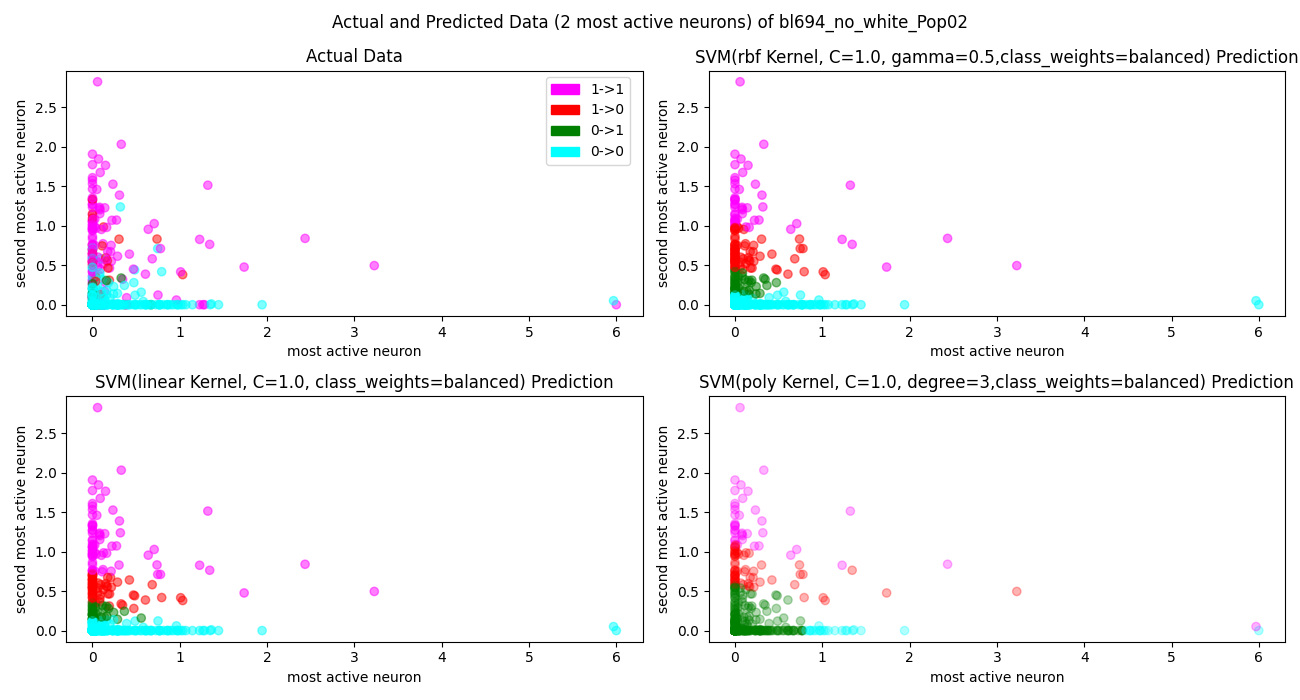 Actual and Predicted Data (2 most active neurons) of bl694_no_white_Pop02
Actual Data
second most active neuron
2.5
2.0
1.5
1.0
0.5
0.0
1->1
1->0
0->1
0->0
0 1 2 3 4 5 6
most active neuron
SVM(rbf Kernel, C=1.0, gamma=0.5,class_weights=balanced) Prediction
second most active neuron
2.5
2.0
1.5
1.0
0.5
0.0
0 1 2 3 4 5 6
most active neuron
SVM(linear Kernel, C=1.0, class_weights=balanced) Prediction
second most active neuron
2.5
2.0
1.5
1.0
0.5
0.0
0 1 2 3 4 5 6
most active neuron
SVM(poly Kernel, C=1.0, degree=3,class_weights=balanced) Prediction
second most active neuron
2.5
2.0
1.5
1.0
0.5
0.0
0 1 2 3 4 5 6
most active neuron